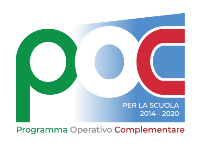 poc
PER LA SCUOLA
2014 - 2020
Programma Operativo Complementare